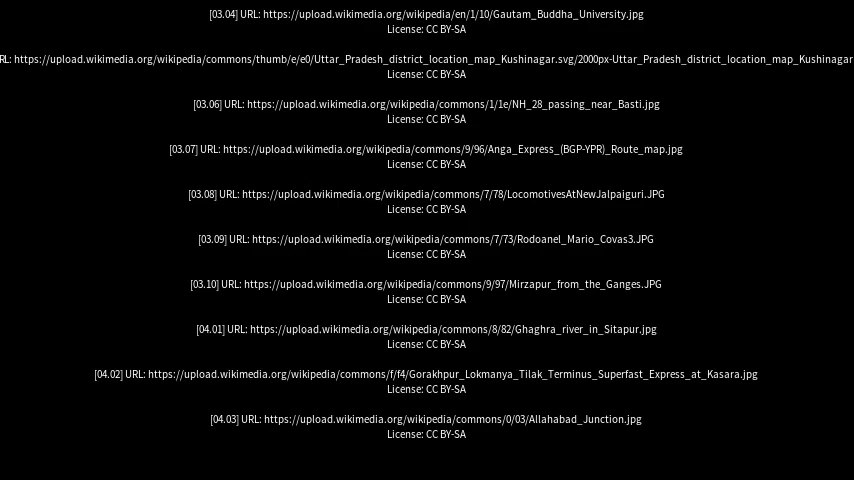 [03.04] URL: https://upload.wikimedia.org/wikipedia/en/1/10/Gautam_Buddha_University.jpg
License: CC BY-SA
RL: https://upload.wikimedia.org/wikipedia/commons/thumb/e/e0/Uttar_Pradesh_district_location_map_Kushinagar.svg/2000px-Uttar_Pradesh_district_location_map_Kushinagar
License: CC BY-SA
[03.06] URL: https://upload.wikimedia.org/wikipedia/commons/1/1e/NH_28_passing_near_Basti.jpg
License: CC BY-SA
[03.07] URL: https://upload.wikimedia.org/wikipedia/commons/9/96/Anga_Express_(BGP-YPR)_Route_map.jpg
License: CC BY-SA
[03.08] URL: https://upload.wikimedia.org/wikipedia/commons/7/78/LocomotivesAtNewJalpaiguri.JPG
License: CC BY-SA
[03.09] URL: https://upload.wikimedia.org/wikipedia/commons/7/73/Rodoanel_Mario_Covas3.JPG
License: CC BY-SA
[03.10] URL: https://upload.wikimedia.org/wikipedia/commons/9/97/Mirzapur_from_the_Ganges.JPG
License: CC BY-SA
[04.01] URL: https://upload.wikimedia.org/wikipedia/commons/8/82/Ghaghra_river_in_Sitapur.jpg
License: CC BY-SA
[04.02] URL: https://upload.wikimedia.org/wikipedia/commons/f/f4/Gorakhpur_Lokmanya_Tilak_Terminus_Superfast_Express_at_Kasara.jpg
License: CC BY-SA
[04.03] URL: https://upload.wikimedia.org/wikipedia/commons/0/03/Allahabad_Junction.jpg
License: CC BY-SA